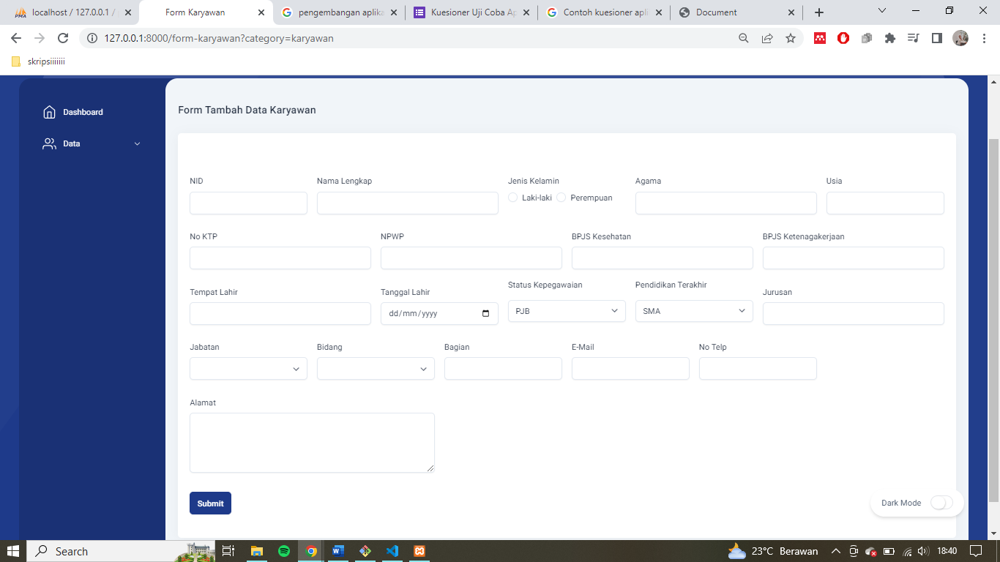 localhost / 127.0.0.1 /
Form Karyawan
pengembangan aplika
Kuesioner Uji Coba Ap
Contoh kuesioner apli
Document
127.0.0.1:8000/form-karyawan?category=karyawan
skripsiiiiiii
Dashboard
Data
Form Tambah Data Karyawan
NID
Nama Lengkap
Jenis Kelamin
Agama
Usia
Laki-laki
Perempuan
No KTP
NPWP
BPJS Kesehatan
BPJS Ketenagakerjaan
Tempat Lahir
Tanggal Lahir
Status Kepegawaian
Pendidikan Terakhir
Jurusan
dd/mm/yyyy
PJB
SMA
Jabatan
Bidang
Bagian
E-Mail
No Telp
Alamat
Submit
Dark Mode
Search
23°C Berawan
18:40